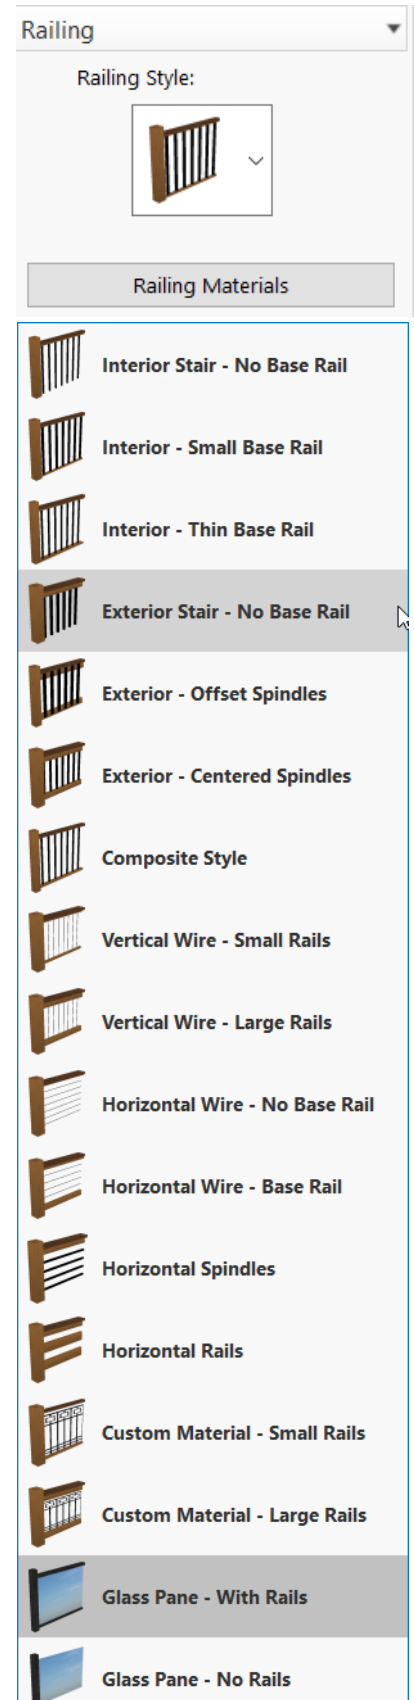 Railing
Railing Style:
Railing Materials
Interior Stair - No Base Rail
Interior - Small Base Rail
Interior - Thin Base Rail
Exterior Stair - No Base Rail
Exterior - Offset Spindles
Exterior - Centered Spindles
Composite Style
Vertical Wire - Small Rails
Vertical Wire - Large Rails
Horizontal Wire - No Base Rail
Horizontal Wire - Base Rail
Horizontal Spindles
Horizontal Rails
Custom Material - Small Rails
Custom Material - Large Rails
Glass Pane - With Rails
Glass Pane - No Rails